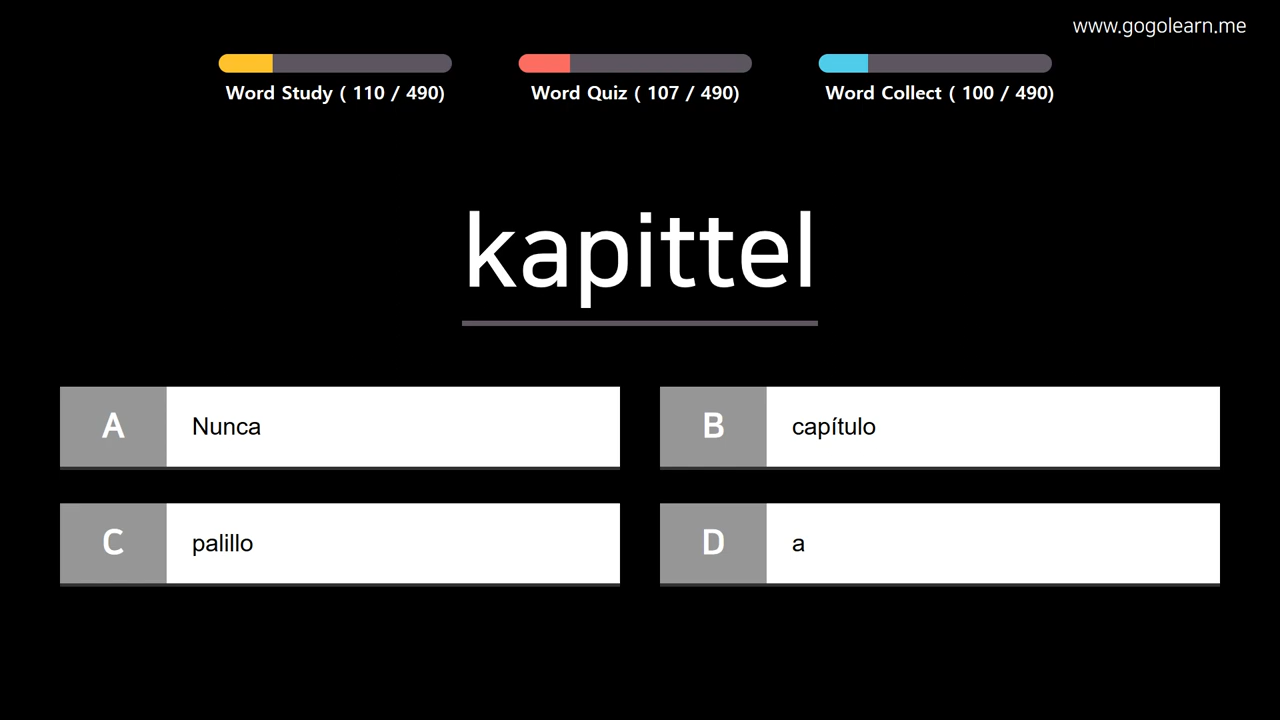 www.gogolearn.me
Word Study ( 110 / 490)
Word Quiz ( 107 / 490)
Word Collect ( 100 / 490)
kapittel
A Nunca
B capítulo
C palillo
D a